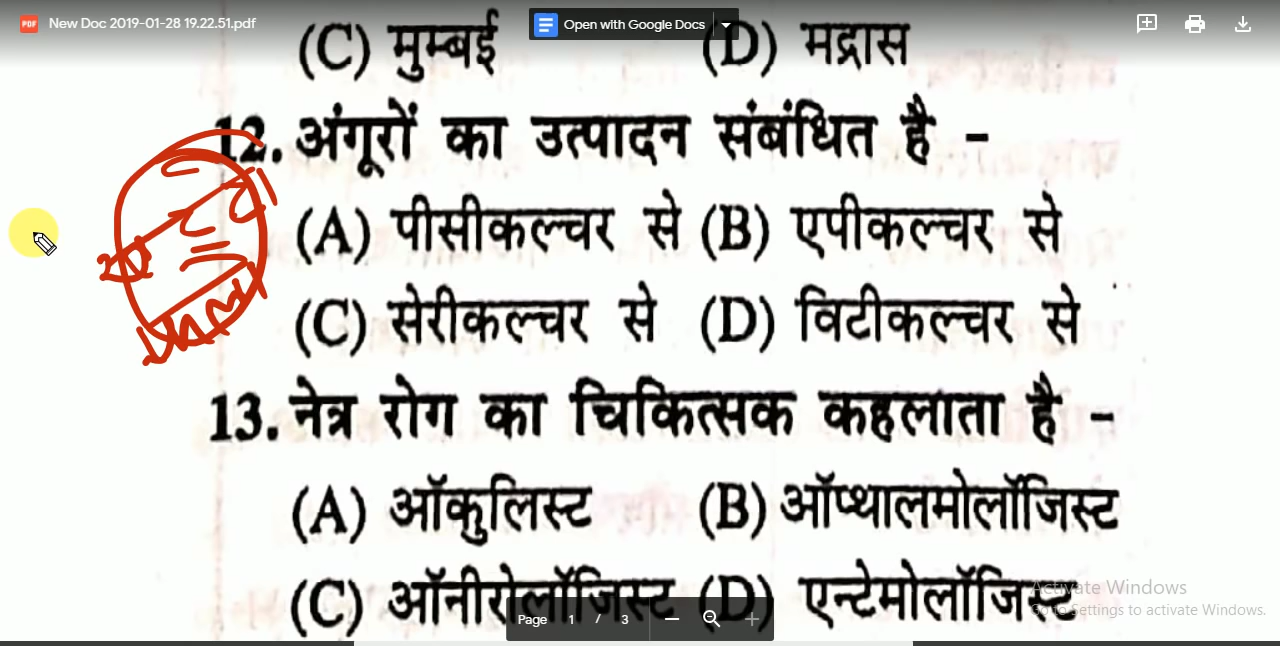 New Doc 2019-01-28 19.22.51.pdf
Open with Google Docs
(C) मुम्बई (D) मद्रास
12. अंगूरों का उत्पादन संबंधित है -
(A) पीसीकल्चर से (B) एपीकल्चर से
(C) सेरीकल्चर से (D) विटीकल्चर से
13. नेत्र रोग का चिकित्सक कहलाता है -
(A) ऑकुलिस्ट (B) ऑप्थालमोलॉजिस्ट
(C) ऑनीरोलॉजिस्ट (D) एन्टेमोलॉजिस्ट
Activate Windows
Go to Settings to activate Windows.
Page 1 / 3